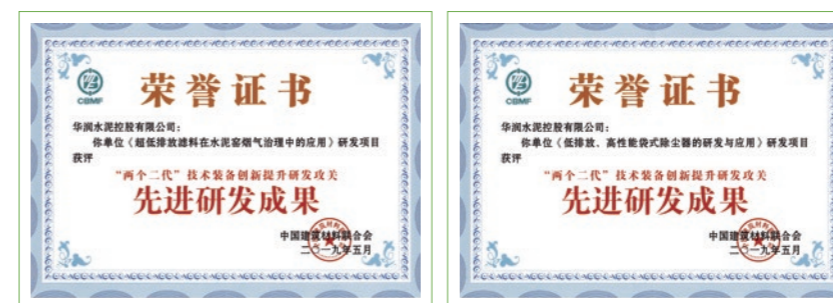 CBMF
荣誉证书
华润水泥控股有限公司：
你单位《超低排放滤料在水泥窑烟气治理中的应用》研发项目
获评
“两个二代”技术装备创新提升研发攻关
先进研发成果
中国建筑材料联合会
二〇一九年五月
CBMF
荣誉证书
华润水泥控股有限公司：
你单位《低排放、高性能袋式除尘器的研发与应用》研发项目
获评
“两个二代”技术装备创新提升研发攻关
先进研发成果
中国建筑材料联合会
二〇一九年五月